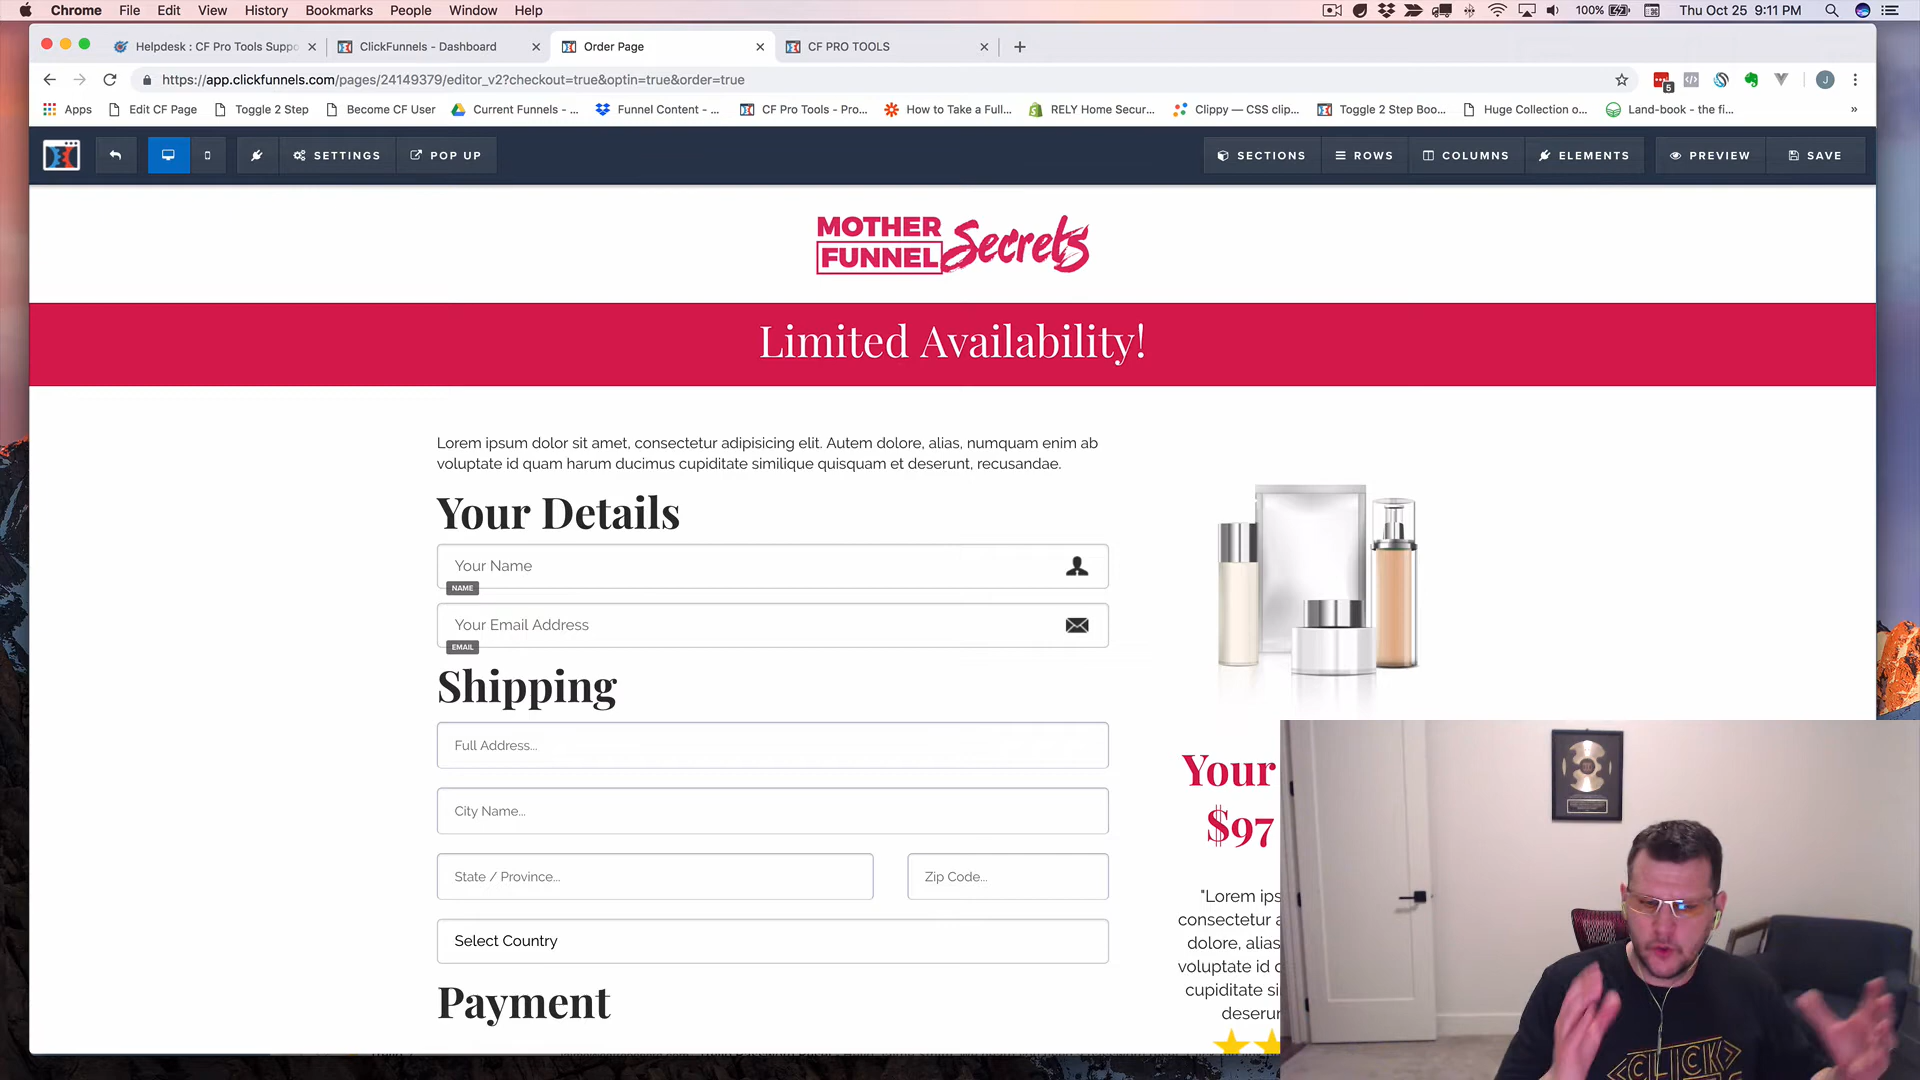 Chrome File Edit View History Bookmarks People Window Help
100% Thu Oct 25 9:11 PM
Helpdesk : CF Pro Tools Suppo
ClickFunnels - Dashboard
Order Page
CF PRO TOOLS
https://app.clickfunnels.com/pages/24149379/editor_v2?checkout=true&optin=true&order=true
5
J
Apps Edit CF Page Toggle 2 Step Become CF User Current Funnels - ... Funnel Content - ... CF Pro Tools - Pro... How to Take a Full... RELY Home Secur... Clippy — CSS clip... Toggle 2 Step Boo... Huge Collection o... Land-book - the fi... »
SETTINGS POP UP SECTIONS ROWS COLUMNS ELEMENTS PREVIEW SAVE
MOTHER
FUNNEL Secrets
Limited Availability!
Lorem ipsum dolor sit amet, consectetur adipisicing elit. Autem dolore, alias, numquam enim ab
voluptate id quam harum ducimus cupiditate similique quisquam et deserunt, recusandae.
Your Details
Your Name
NAME
Your Email Address
EMAIL
Shipping
Full Address...
City Name...
State / Province...
Zip Code...
Select Country
Payment
Your
$97
"Lorem ips
consectetur a
dolore, alias
voluptate id
cupiditate si
deserun
CLICK